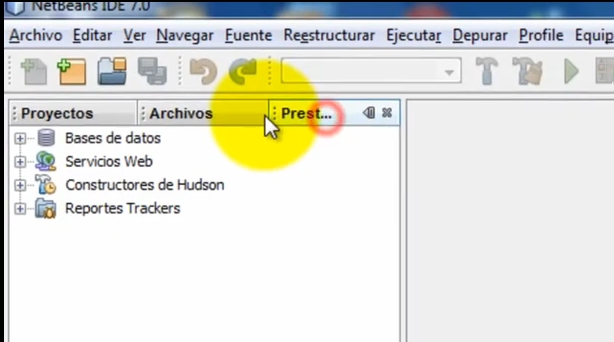 NetBeans IDE 7.0
Archivo Editar Ver Navegar Fuente Reestructurar Ejecutar Depurar Profile Equip
Proyectos Archivos Prest...
Bases de datos
Servicios Web
Constructores de Hudson
Reportes Trackers